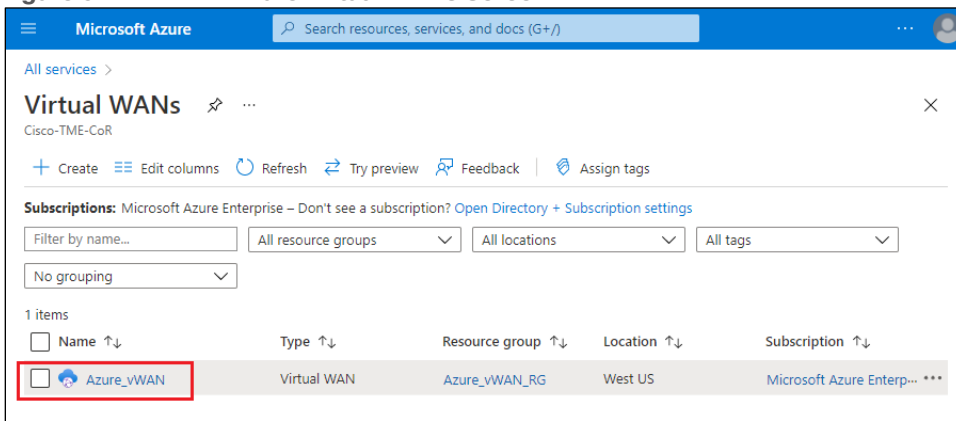 Microsoft Azure Search resources, services, and docs (G+/) ...
All services >
Virtual WANs ...
Cisco-TME-CoR
+ Create Edit columns Refresh Try preview Feedback | Assign tags
Subscriptions: Microsoft Azure Enterprise – Don't see a subscription? Open Directory + Subscription settings
Filter by name... All resource groups All locations All tags
No grouping
1 items
Name ↑↓ Type ↑↓ Resource group ↑↓ Location ↑↓ Subscription ↑↓
Azure_vWAN Virtual WAN Azure_vWAN_RG West US Microsoft Azure Enterp... •••